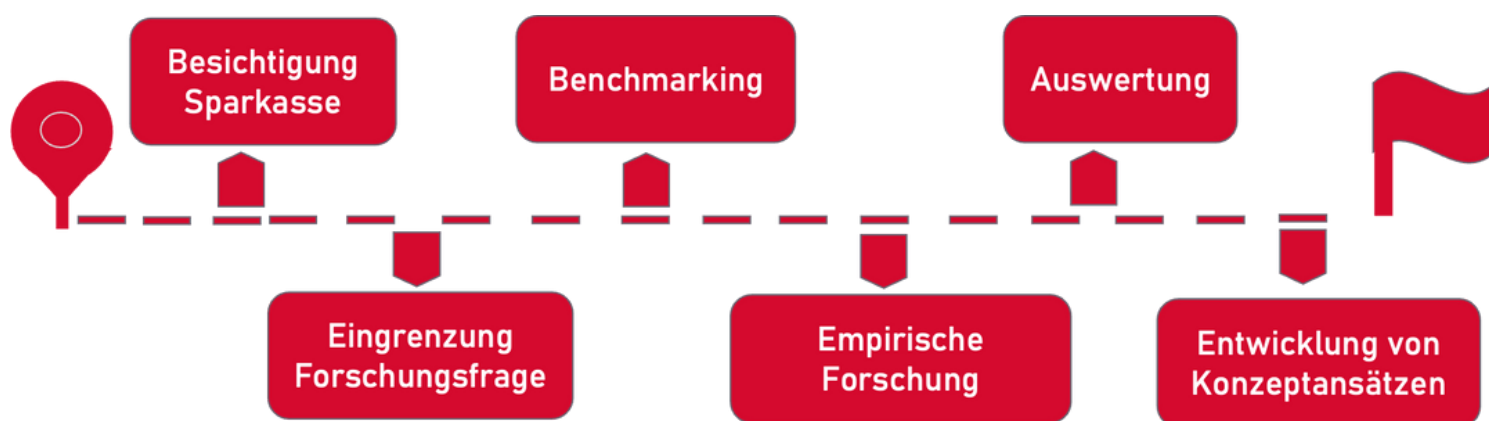 Besichtigung
Sparkasse
Eingrenzung
Forschungsfrage
Benchmarking
Empirische
Forschung
Auswertung
Entwicklung von
Konzeptansätzen